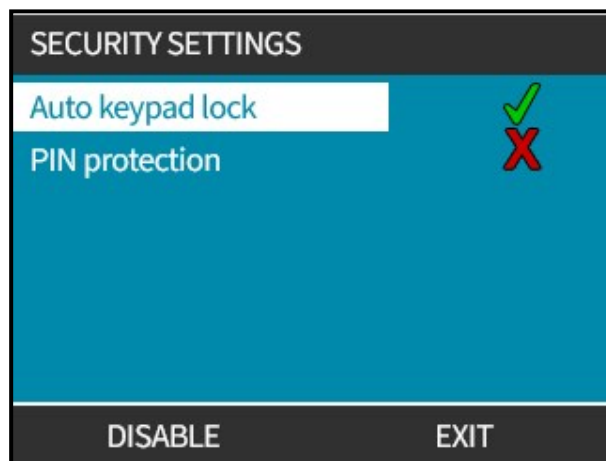 SECURITY SETTINGS
Auto keypad lock
PIN protection
DISABLE EXIT